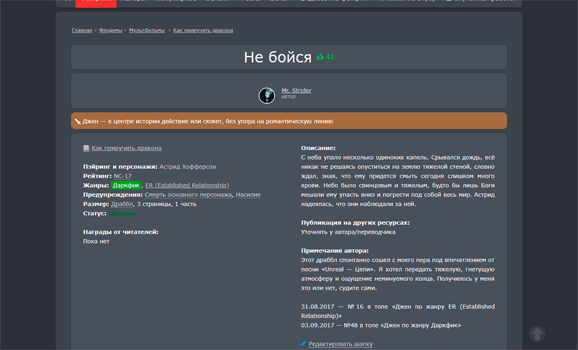 Главная › Фэндомы › Мультфильмы › Как приручить дракона
Не бойся 41
Mr. Strider
автор
Джен — в центре истории действие или сюжет, без упора на романтическую линию
Как приручить дракона
Пэйринг и персонажи: Астрид Хофферсон
Рейтинг: NC-17
Жанры: Даркфик, ER (Established Relationship)
Предупреждения: Смерть основного персонажа, Насилие
Размер: Драббл, 3 страницы, 1 часть
Статус:
Награды от читателей:
Пока нет
Описание:
С неба упало несколько одиноких капель. Срывался дождь, всё
никак не решаясь опуститься на землю тяжелой стеной, словно
ждал, зная, что ему придется смыть сегодня слишком много
крови. Небо было свинцовым и тяжелым, будто бы лишь Боги
мешали ему упасть вниз и погрести под собой весь мир. Астрид
надеялась, что они наблюдали за ней.
Публикация на других ресурсах:
Уточнять у автора/переводчика
Примечания автора:
Этот драббл спонтанно сошел с моего пера под впечатлением от
песни «Unreal — Цепи». Я хотел передать тяжелую, гнетущую
атмосферу и ощущение неминуемого конца. Получилось у меня
это или нет, судите сами.
31.08.2017 — №16 в топе «Джен по жанру ER (Established
Relationship)»
03.09.2017 — №48 в топе «Джен по жанру Даркфик»
Редактировать шапку